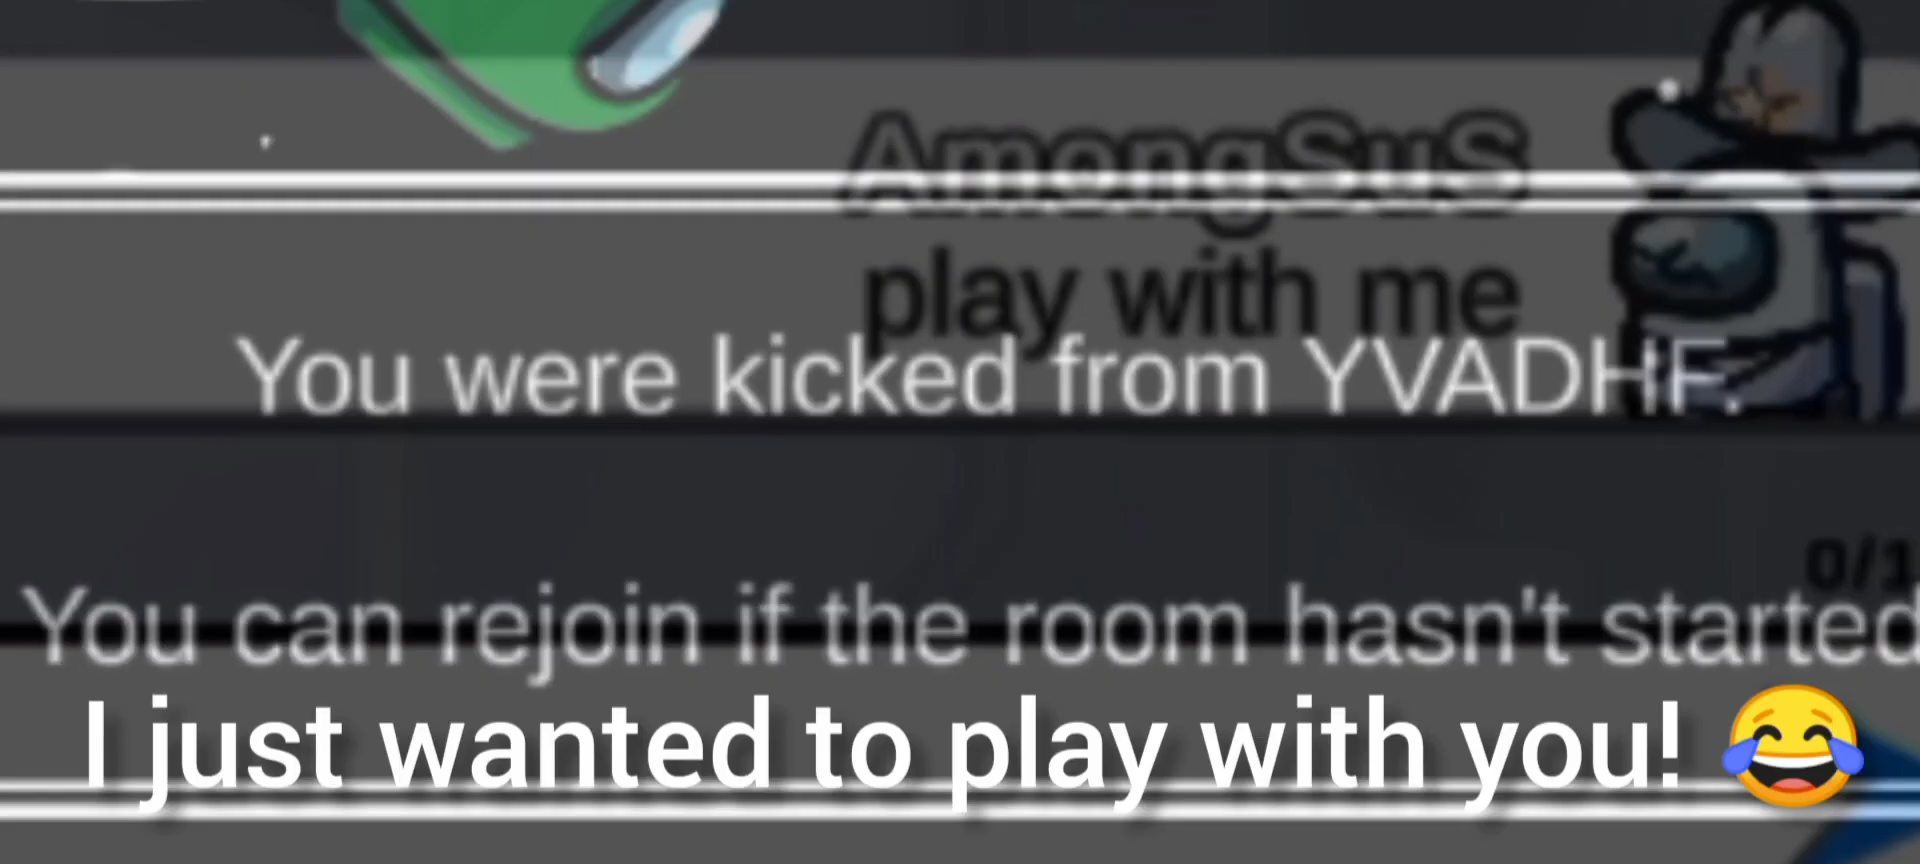 AmongSuS
play with me
You were kicked from YVADHF.
0/1
You can rejoin if the room hasn't started
I just wanted to play with you! 😂